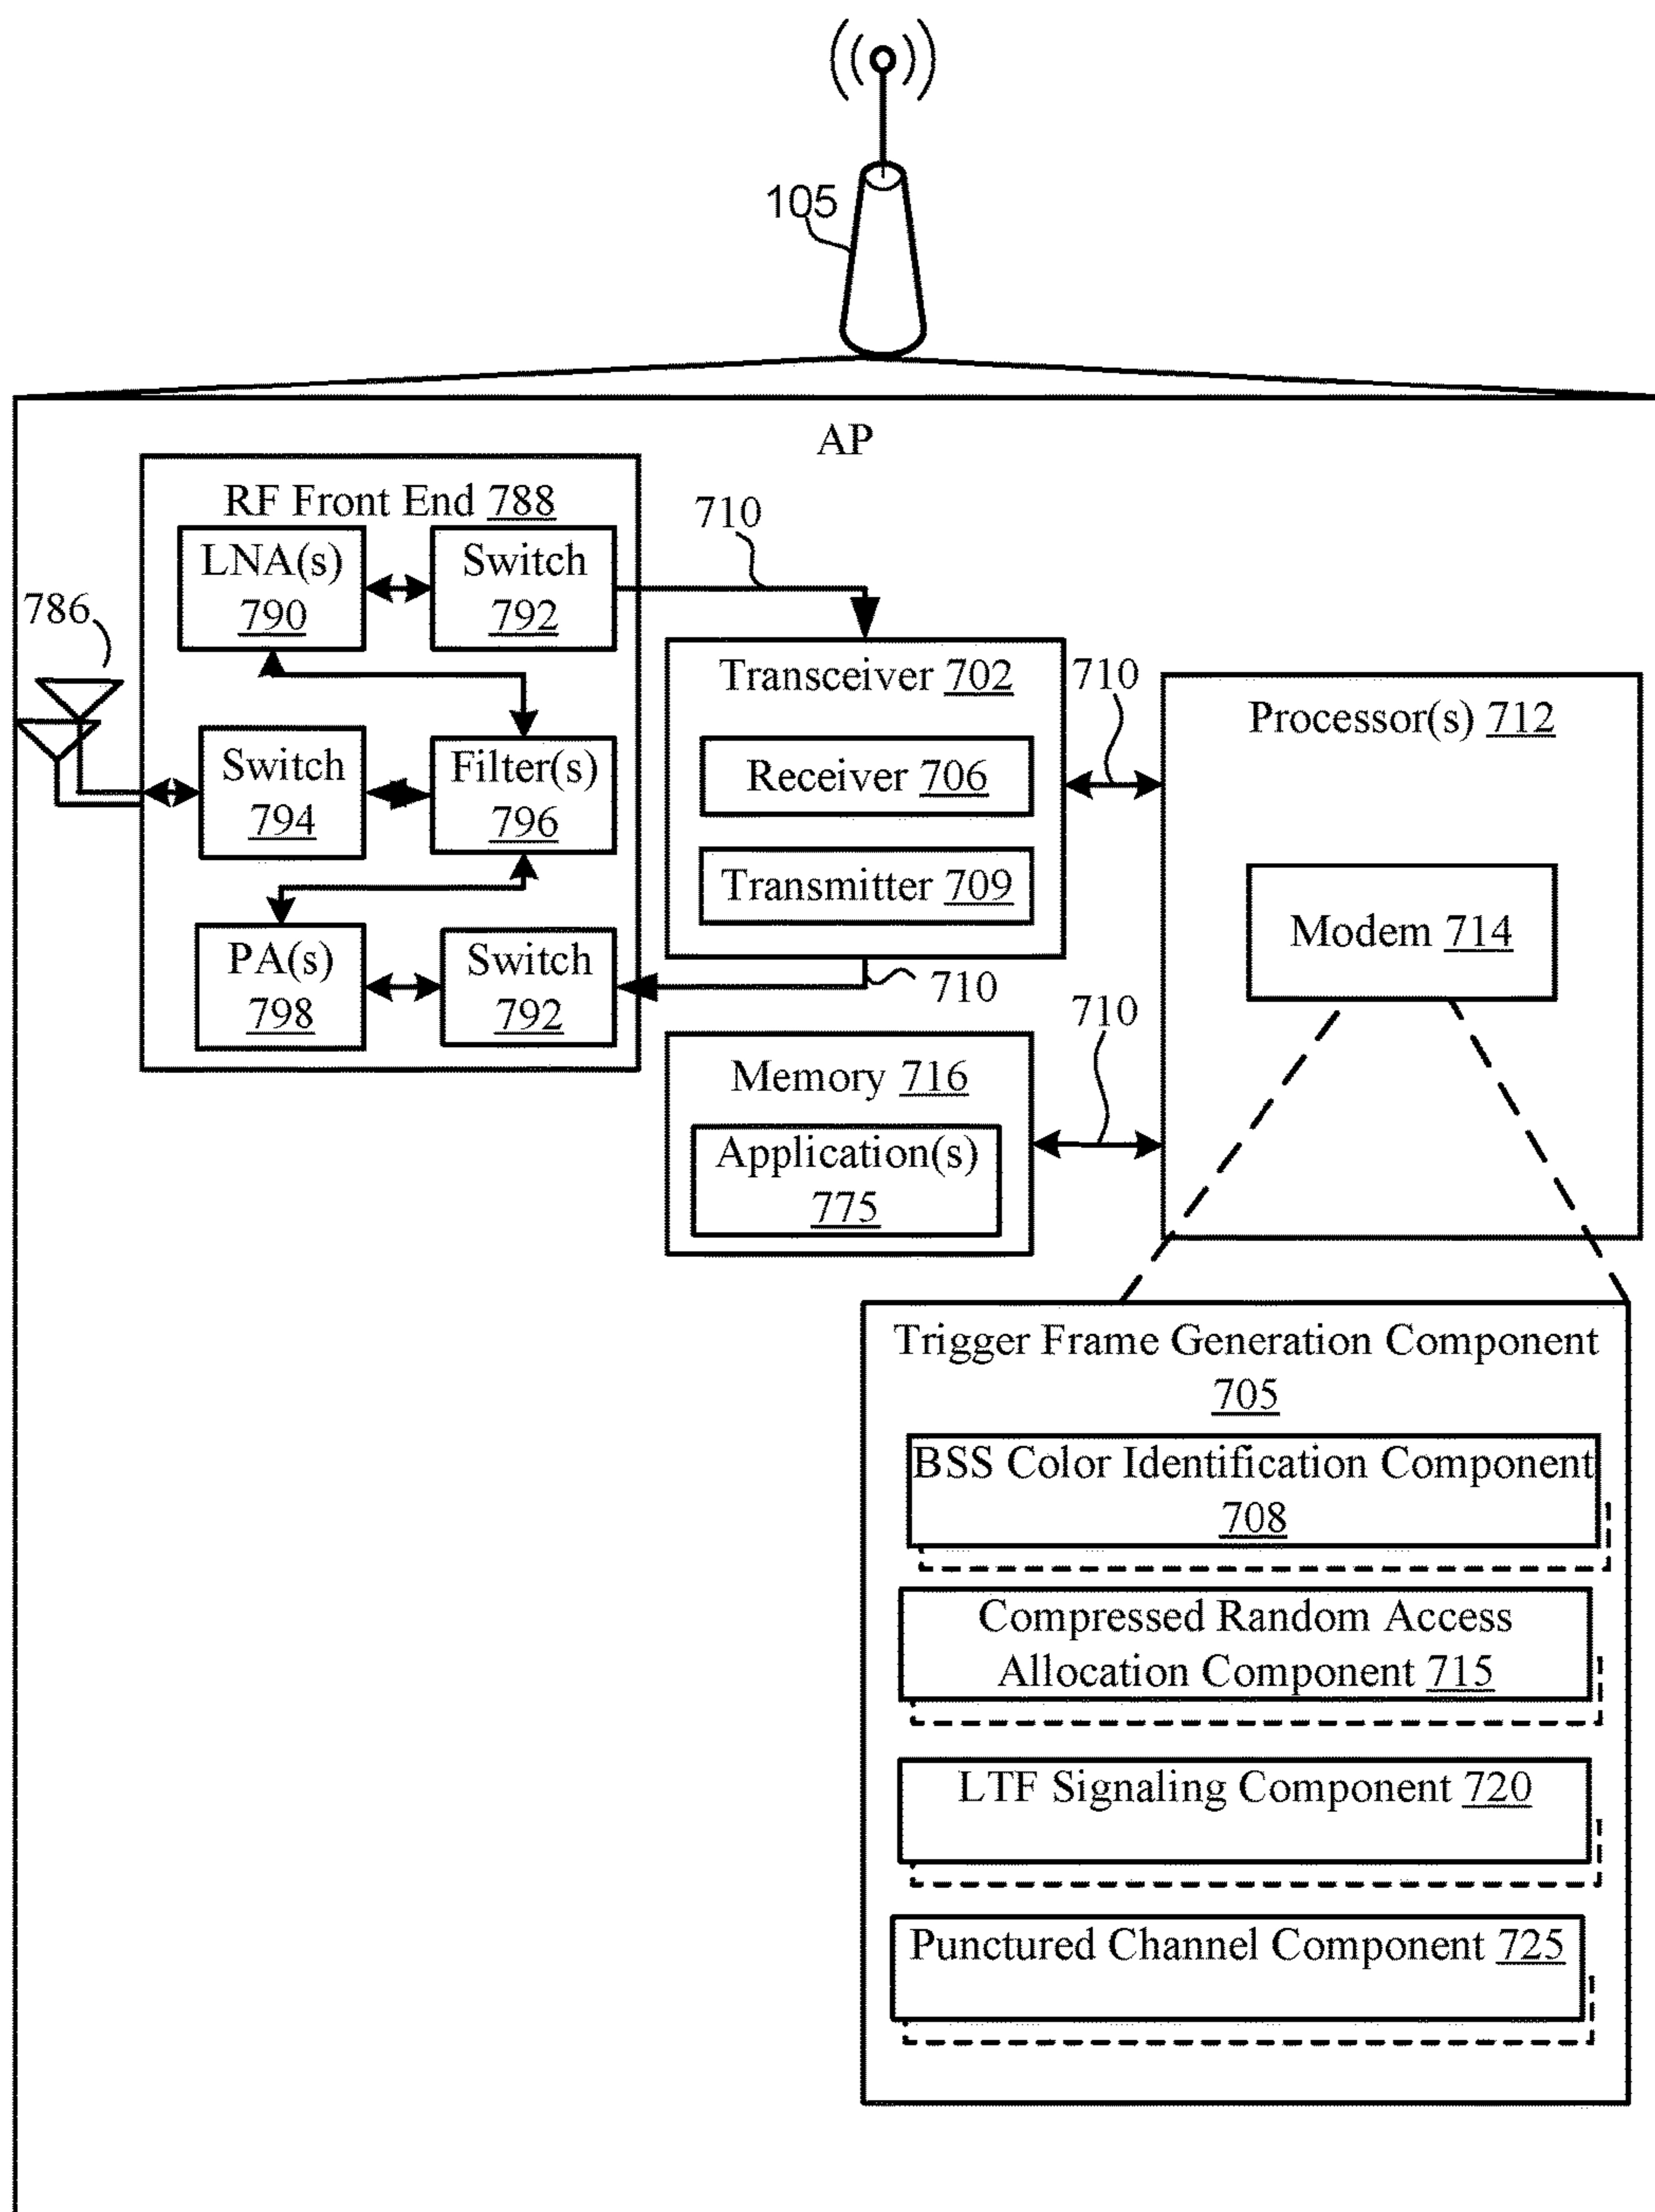 105
AP
RF Front End 788
LNA(s)
790
Switch
792
710
786
Transceiver 702
Receiver 706
Transmitter 709
710
Processor(s) 712
Modem 714
Switch
794
Filter(s)
796
PA(s)
798
Switch
792
710
Memory 716
Application(s)
775
710
Trigger Frame Generation Component
705
BSS Color Identification Component
708
Compressed Random Access
Allocation Component 715
LTF Signaling Component 720
Punctured Channel Component 725